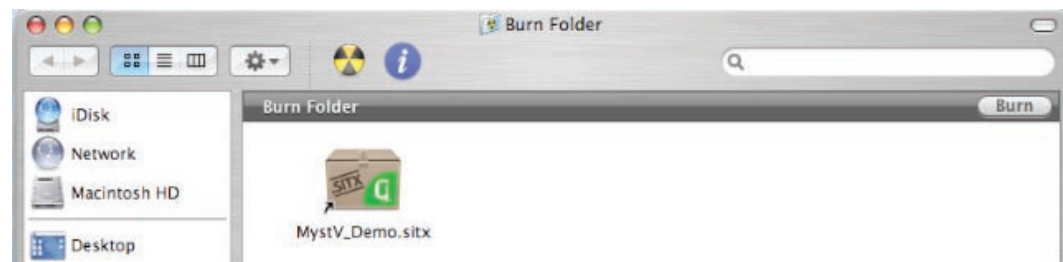 Burn Folder
iDisk
Network
Macintosh HD
Desktop
Burn Folder
Burn
SITX
MystV_Demo.sitx